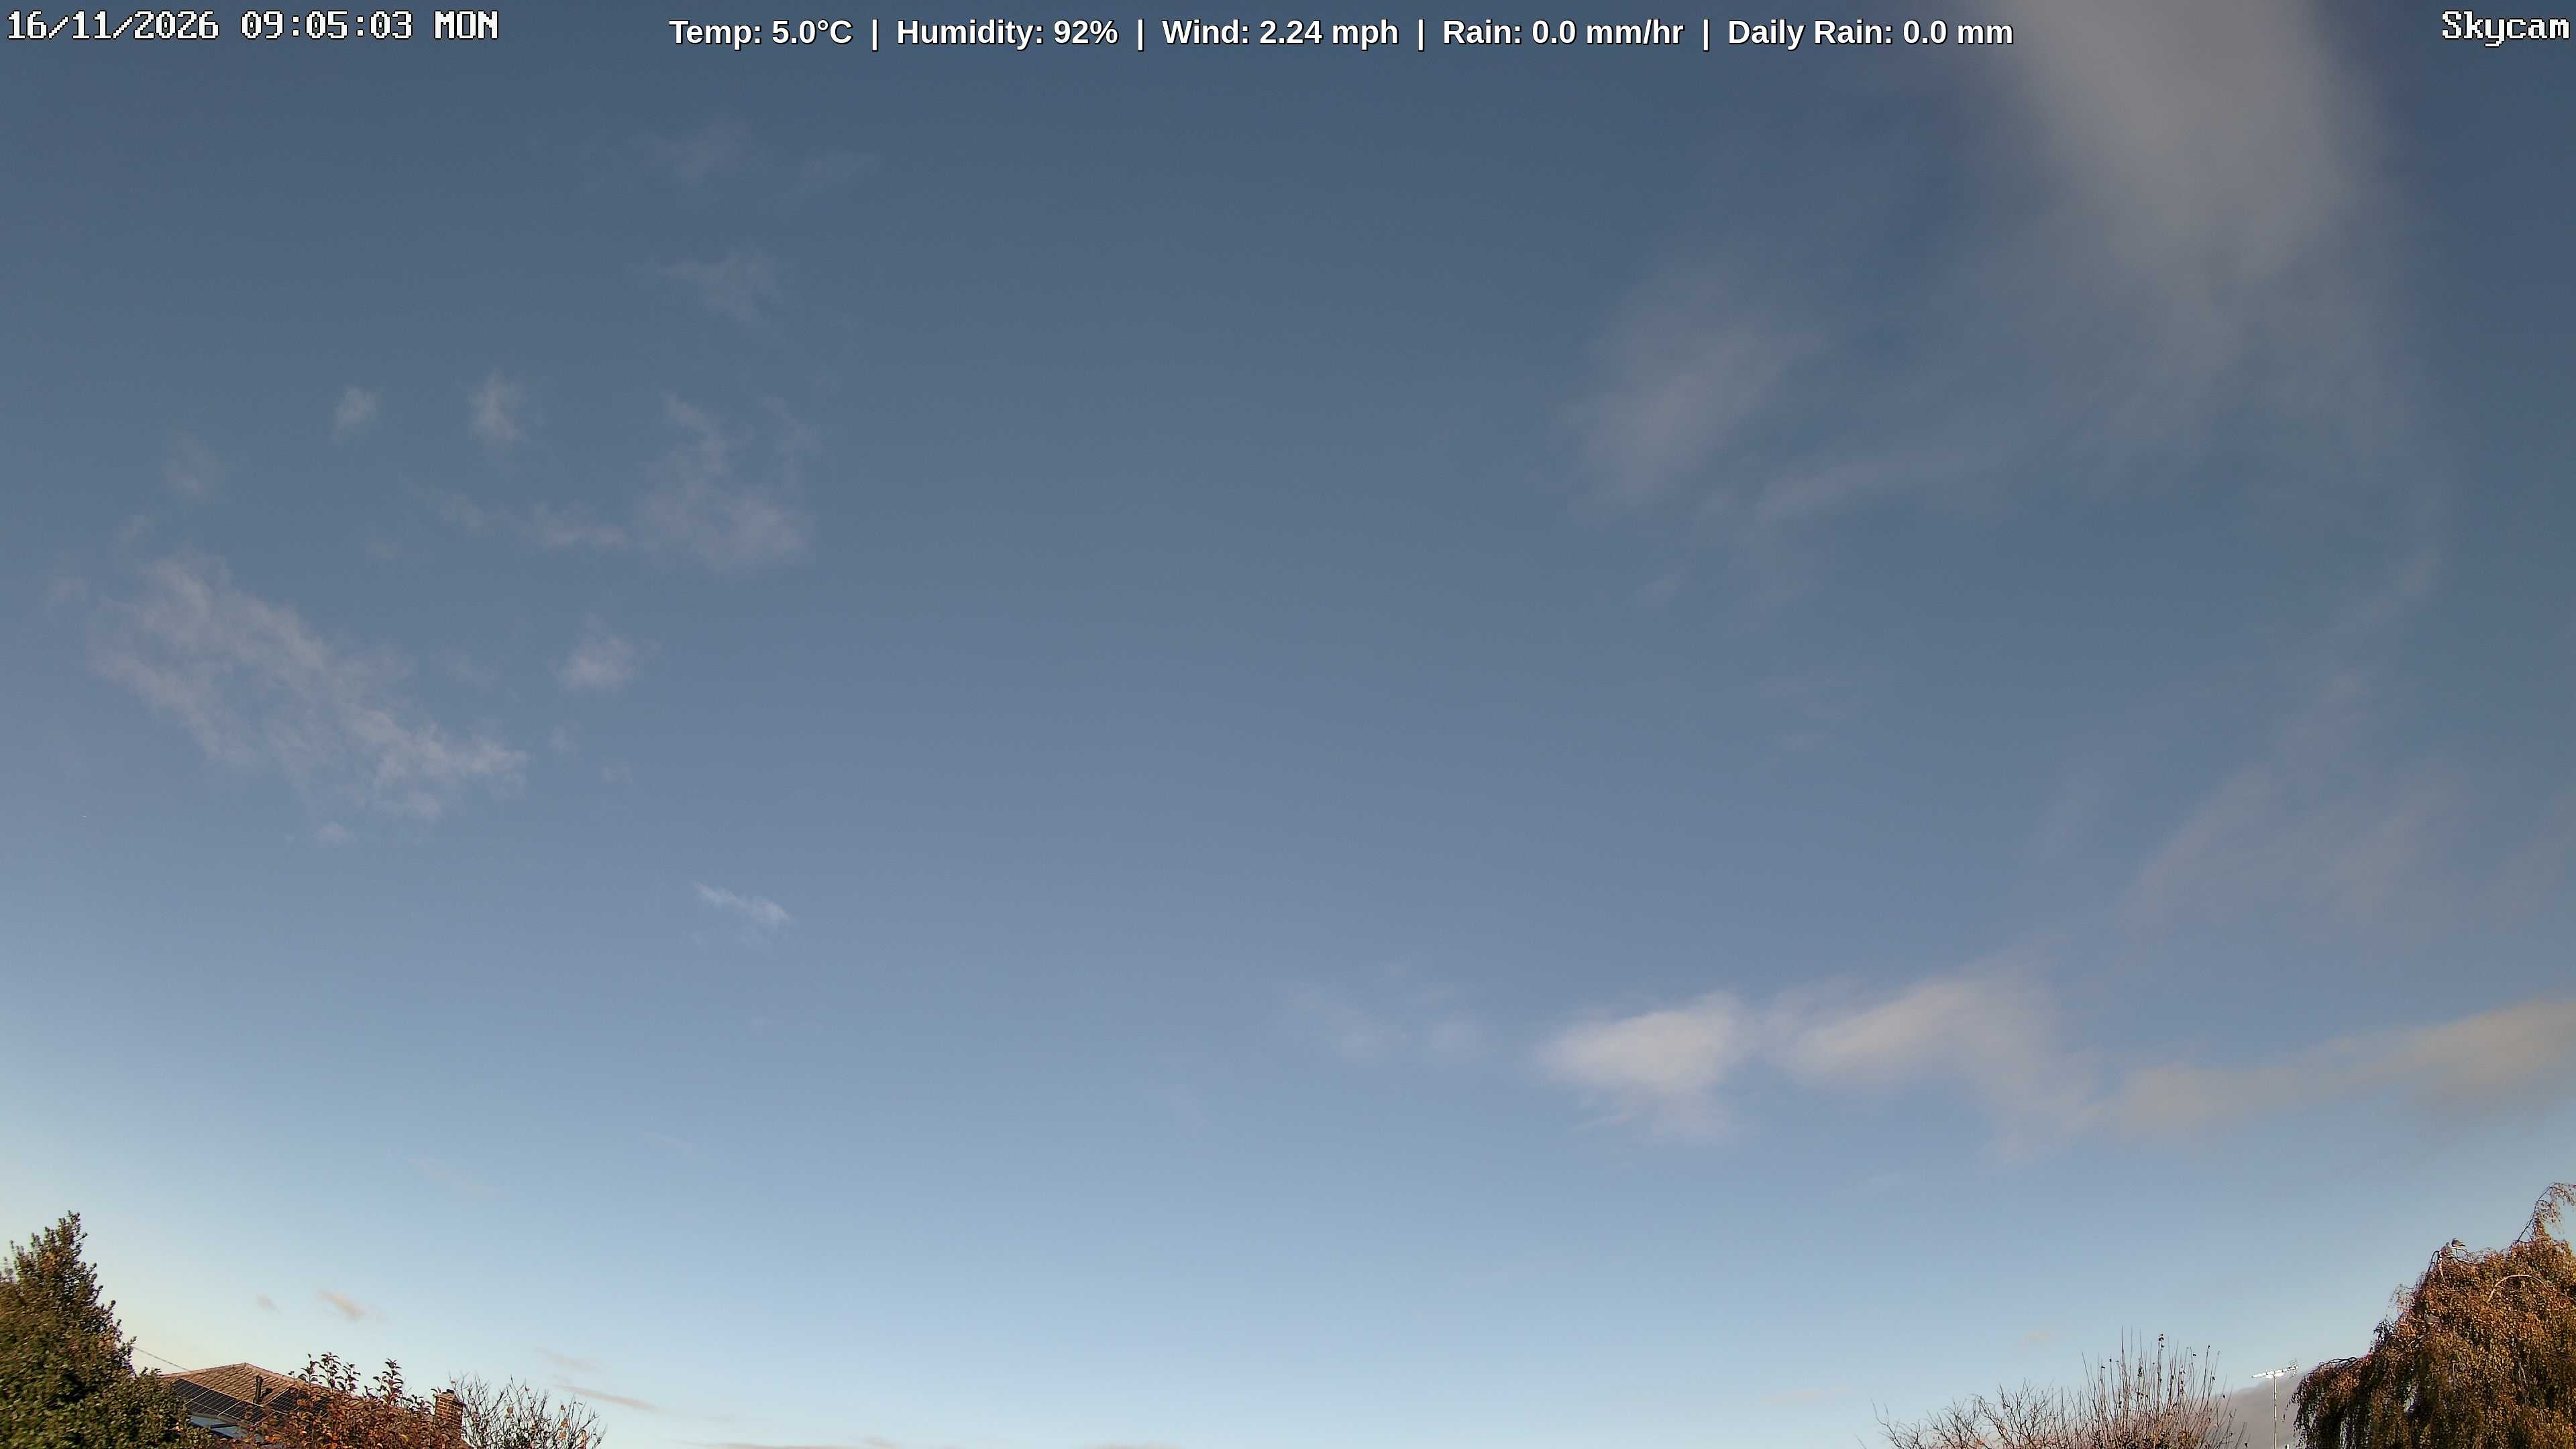 16/11/2026 09:05:03 MON
Temp: 5.0°C | Humidity: 92% | Wind: 2.24 mph | Rain: 0.0 mm/hr | Daily Rain: 0.0 mm
Skycam